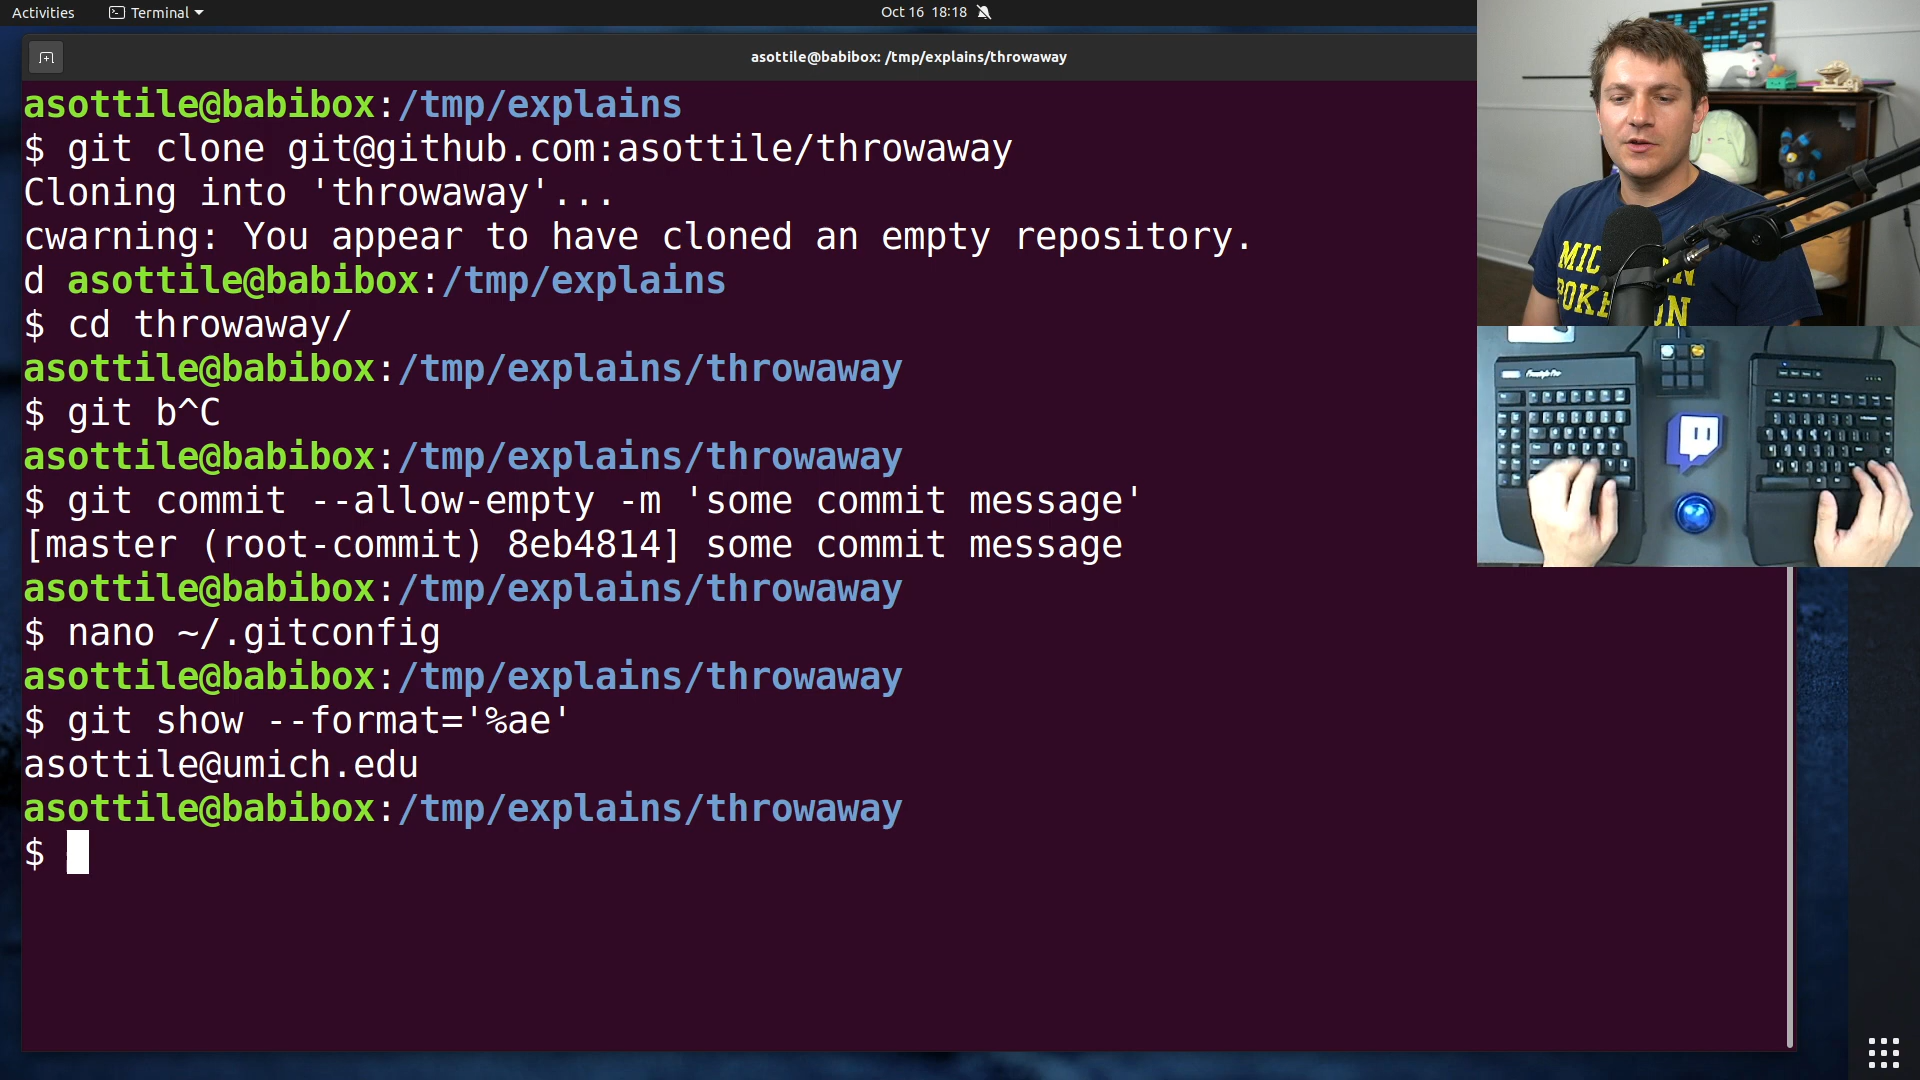 Activities
Terminal
Oct 16 18:18
asottile@babibox: /tmp/explains/throwaway
asottile@babibox:/tmp/explains
$ git clone git@github.com:asottile/throwaway
Cloning into 'throwaway'...
cwarning: You appear to have cloned an empty repository.
d asottile@babibox:/tmp/explains
$ cd throwaway/
asottile@babibox:/tmp/explains/throwaway
$ git b^C
asottile@babibox:/tmp/explains/throwaway
$ git commit --allow-empty -m 'some commit message'
[master (root-commit) 8eb4814] some commit message
asottile@babibox:/tmp/explains/throwaway
$ nano ~/.gitconfig
asottile@babibox:/tmp/explains/throwaway
$ git show --format='%ae'
asottile@umich.edu
asottile@babibox:/tmp/explains/throwaway
$